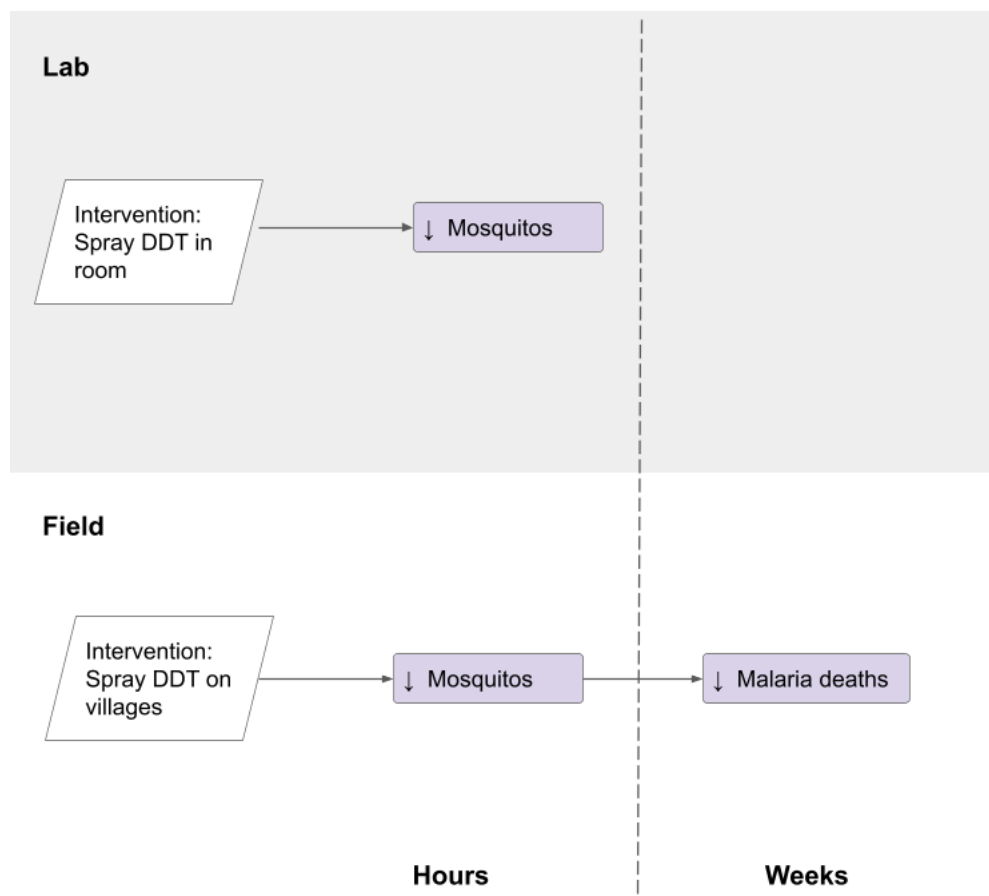 Lab
Intervention:
Spray DDT in
room
↓ Mosquitos
Field
Intervention:
Spray DDT on
villages
↓ Mosquitos
↓ Malaria deaths
Hours
Weeks